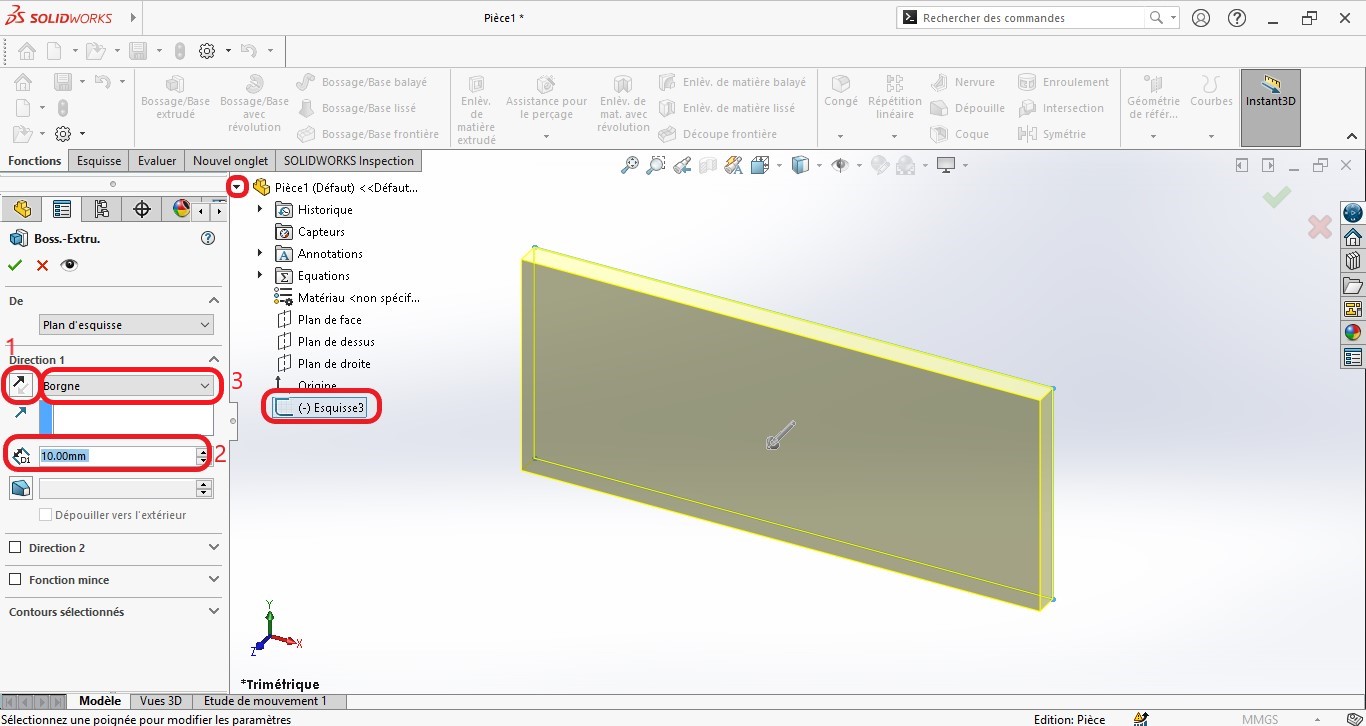 SOLIDWORKS
Pièce1 *
Rechercher des commandes
Bossage/Base extrudé
Bossage/Base avec révolution
Bossage/Base balayé
Bossage/Base lissé
Bossage/Base frontière
Enlèv. de matière extrudé
Assistance pour le perçage
Enlèv. de mat. avec révolution
Enlèv. de matière balayé
Enlèv. de matière lissé
Découpe frontière
Congé
Répétition linéaire
Nervure
Dépouille
Coque
Enroulement
Intersection
Symétrie
Géométrie de référ...
Courbes
Instant3D
Fonctions
Esquisse
Evaluer
Nouvel onglet
SOLIDWORKS Inspection
Pièce1 (Défaut) <<Défaut...
Historique
Capteurs
Annotations
Equations
Matériau <non spécif...
Plan de face
Plan de dessus
Plan de droite
Origine
(-) Esquisse3
Boss.-Extru.
De
Plan d'esquisse
1
Direction 1
Borgne
3
D1
10.00mm
2
Dépouiller vers l'extérieur
Direction 2
Fonction mince
Contours sélectionnés
Y
X
Z
*Trimétrique
Modèle
Vues 3D
Etude de mouvement 1
Sélectionnez une poignée pour modifier les paramètres
Edition: Pièce
MMGS